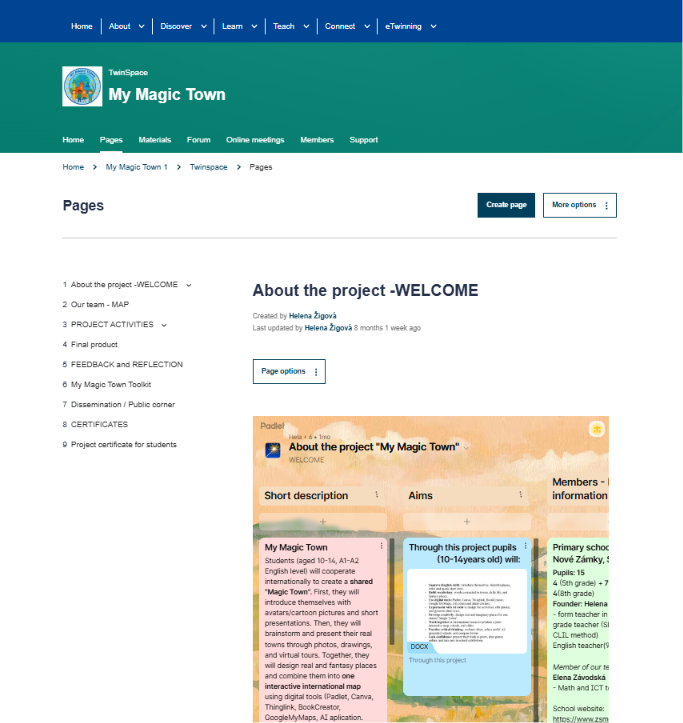 Home About Discover Learn Teach Connect eTwinning
TwinSpace
My Magic Town
Home Pages Materials Forum Online meetings Members Support
Home > My Magic Town 1 > Twinspace > Pages
Pages
Create page More options
1 About the project -WELCOME
2 Our team - MAP
3 PROJECT ACTIVITIES
4 Final product
5 FEEDBACK and REFLECTION
6 My Magic Town Toolkit
7 Dissemination / Public corner
8 CERTIFICATES
9 Project certificate for students
About the project -WELCOME
Created by Helena Žigová
Last updated by Helena Žigová 8 months 1 week ago
Page options
Padlet
+ 6 • 1mo
About the project "My Magic Town"
WELCOME
Short description
Aims
Members -
information
My Magic Town
Students (aged 10-14, A1-A2
English level) will cooperate
internationally to create a shared
"Magic Town". First, they will
introduce themselves with
avatars/cartoon pictures and short
presentations. Then, they will
brainstorm and present their real
towns through photos, drawings,
and virtual tours. Together, they
will design real and fantasy places
and combine them into one
interactive international map
using digital tools (Padlet, Canva,
Thinglink, BookCreator,
GoogleMyMaps, AI aplication.
Through this project pupils
(10-14years old) will:
DOCX
Through this project
Primary schoo
Nové Zámky, S
Pupils: 15
4 (5th grade) + 7
4(8th grade)
Founder: Helena
- form teacher in
grade teacher (Sl
CLIL method)
English teacher(9
Member of our te
Elena Závodská
- Math and ICT t
School website:
https://www.zsm